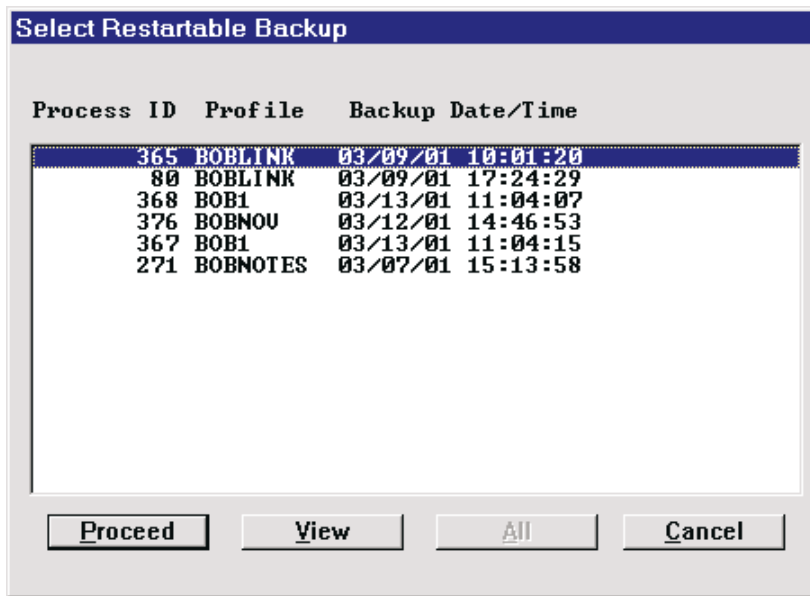 Select Restartable Backup
Process ID Profile Backup Date/Time
365 BOBLINK 03/09/01 10:01:20
80 BOBLINK 03/09/01 17:24:29
368 BOB1 03/13/01 11:04:07
376 BOBNOV 03/12/01 14:46:53
367 BOB1 03/13/01 11:04:15
271 BOBNOTES 03/07/01 15:13:58
Proceed View All Cancel